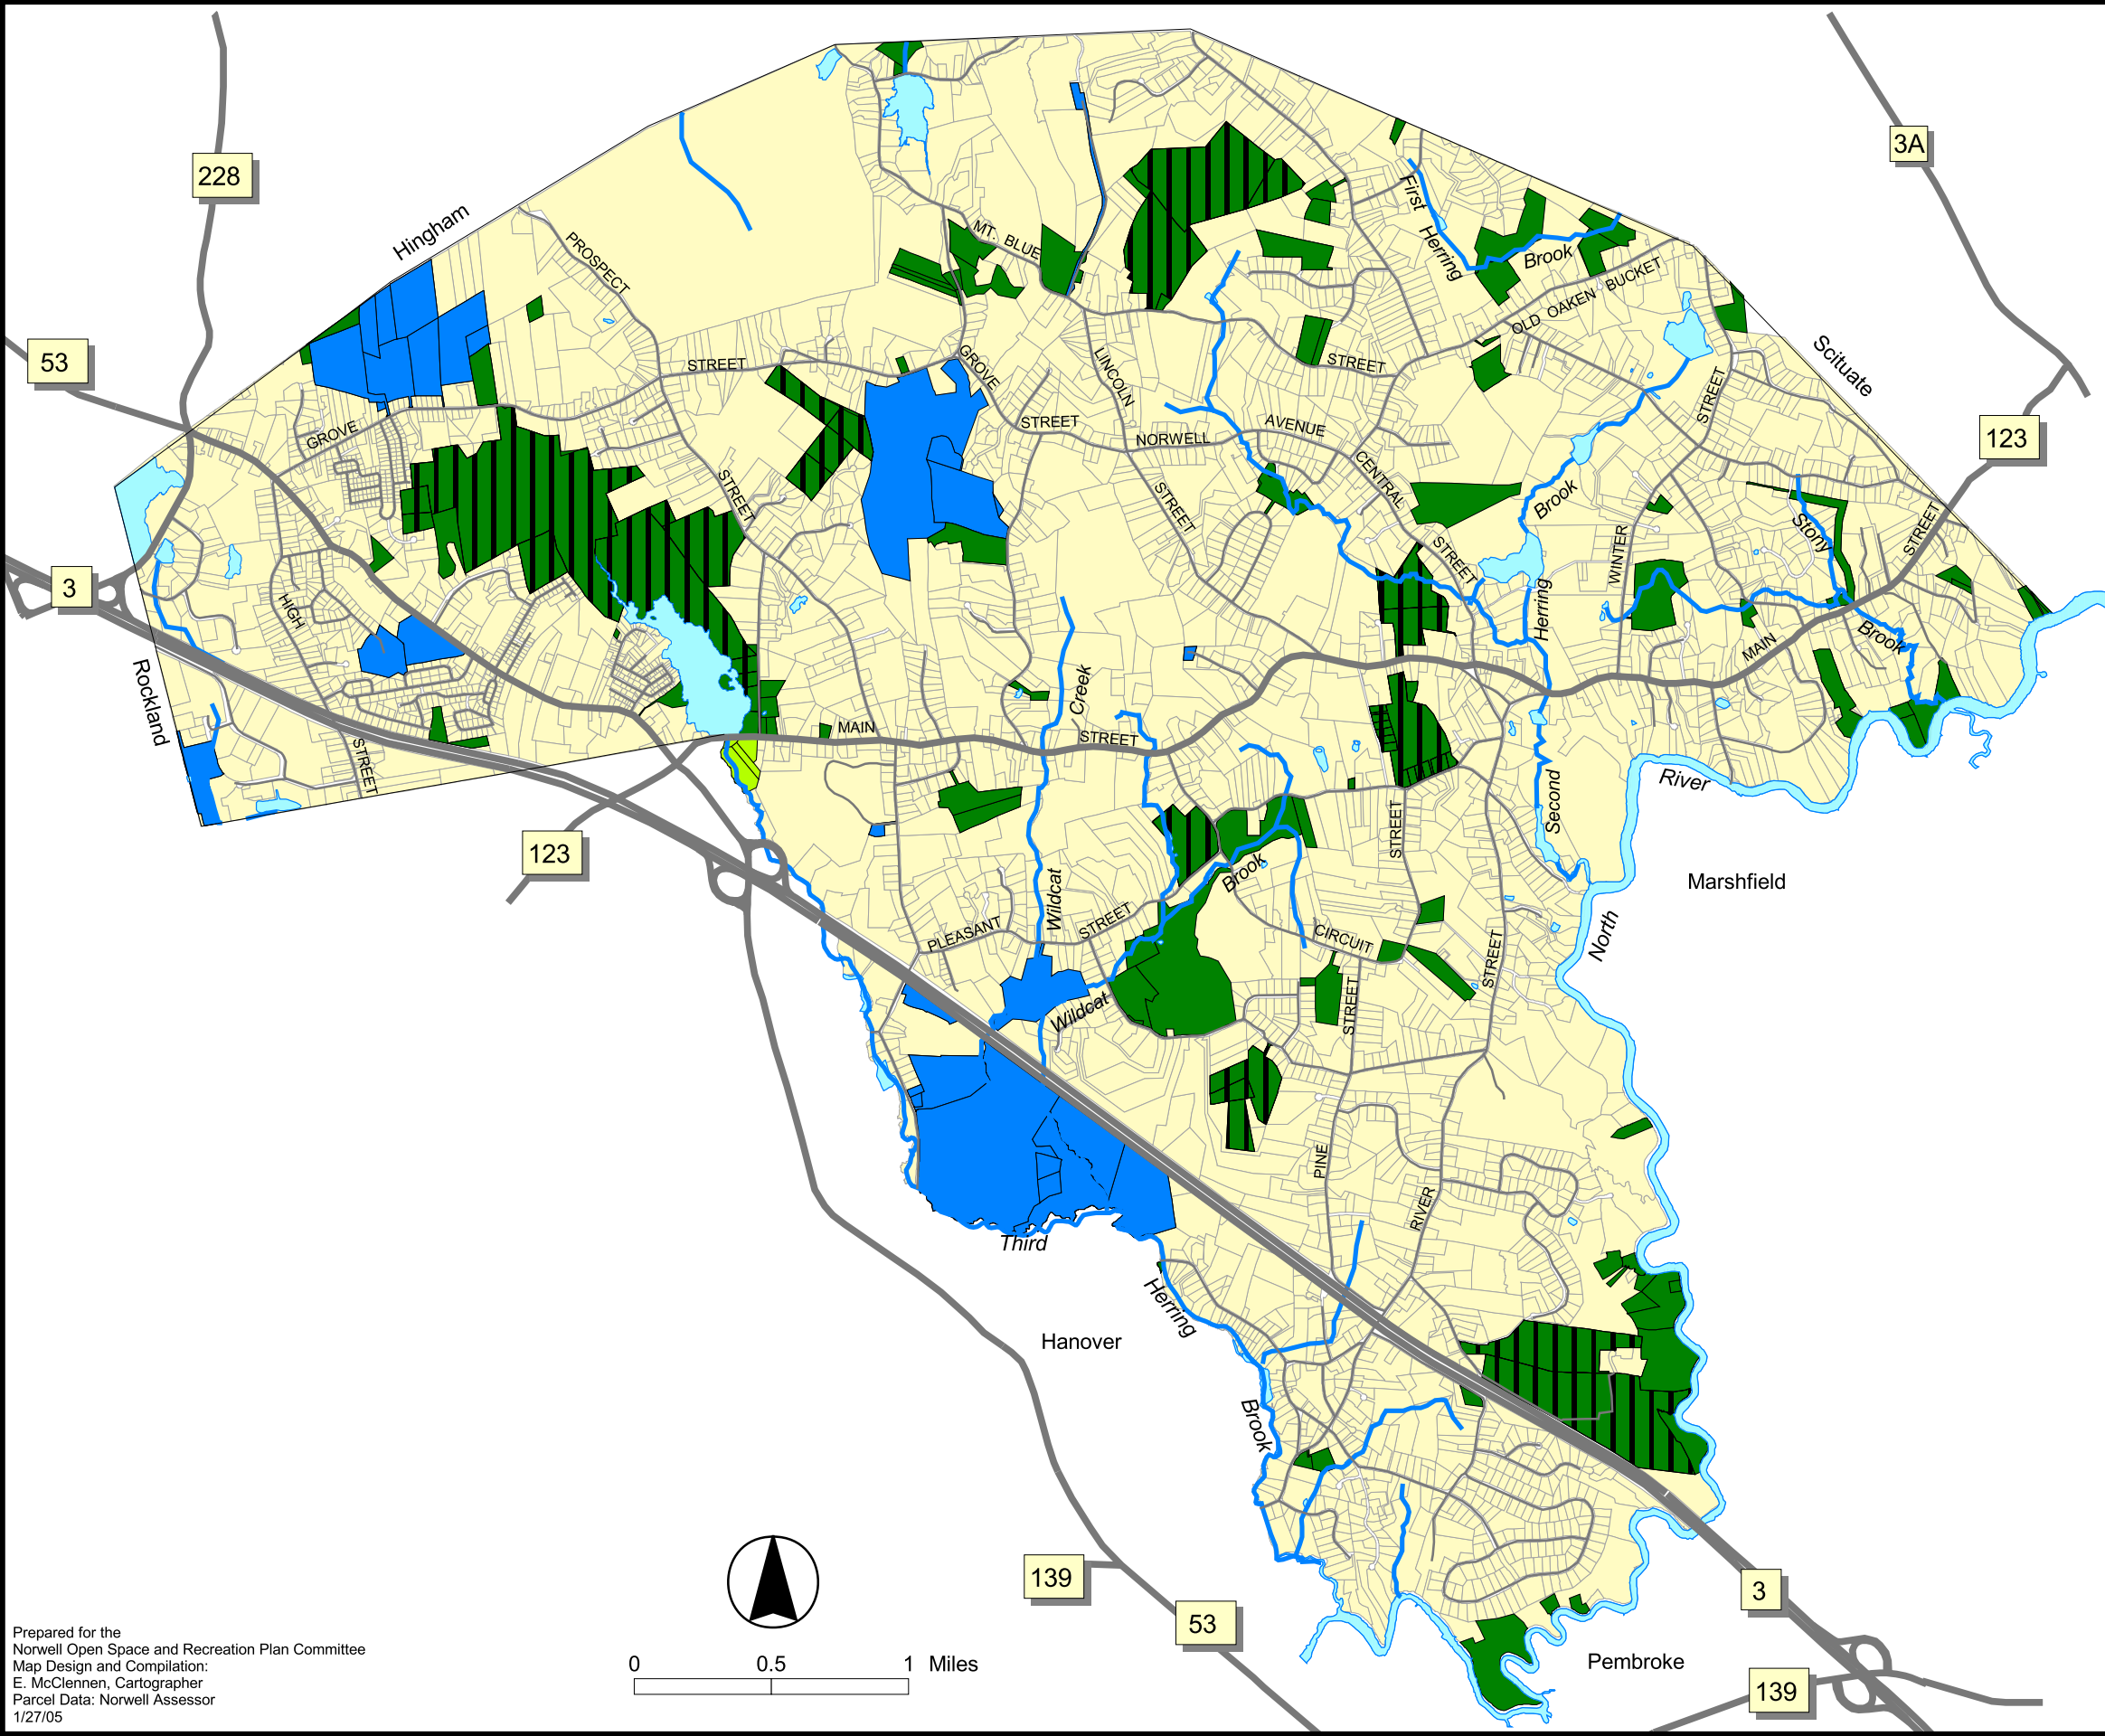 228
3A
53
Hingham
PROSPECT
MT. BLUE
First
Herring
Brook
OLD OAKEN BUCKET
Scituate
STREET
GROVE
LINCOLN
STREET
STREET
123
GROVE
STREET
NORWELL
AVENUE
CENTRAL
STREET
STREET
STREET
Brook
Stony
STREET
WINTER
3
HIGH
Herring
Brook
MAIN
Rockland
STREET
MAIN
Creek
STREET
River
Second
STREET
123
Brook
Marshfield
Wildcat
PLEASANT
STREET
CIRCUIT
North
STREET
STREET
Wildcat
PINE
RIVER
Third
Herring
Hanover
Brook
139
53
3
139
Pembroke
0 0.5 1 Miles
Prepared for the
Norwell Open Space and Recreation Plan Committee
Map Design and Compilation:
E. McClennen, Cartographer
Parcel Data: Norwell Assessor
1/27/05